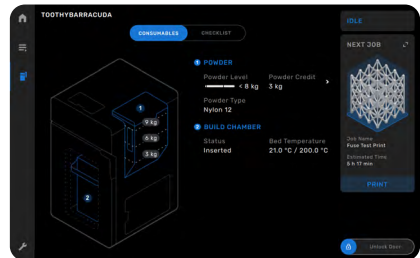 TOOTHYBARRACUDA
CONSUMABLES
CHECKLIST
IDLE
NEXT JOB
1 POWDER
Powder Level
< 8 kg
Powder Credit
3 kg
Powder Type
Nylon 12
2 BUILD CHAMBER
Status
Inserted
Bed Temperature
21.0 °C / 200.0 °C
1
9 kg
6 kg
3 kg
2
Job Name
Fuse Test Print
Estimated Time
5 h 17 min
PRINT
Unlock Door